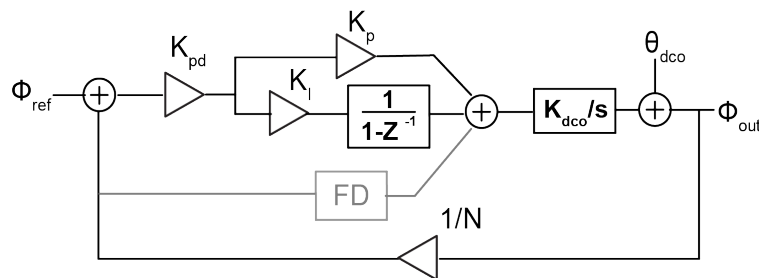 K_pd
K_p
K_I
Φ_ref
+
1
1-Z^-1
+
K_dco/s
+
θ_dco
Φ_out
FD
1/N